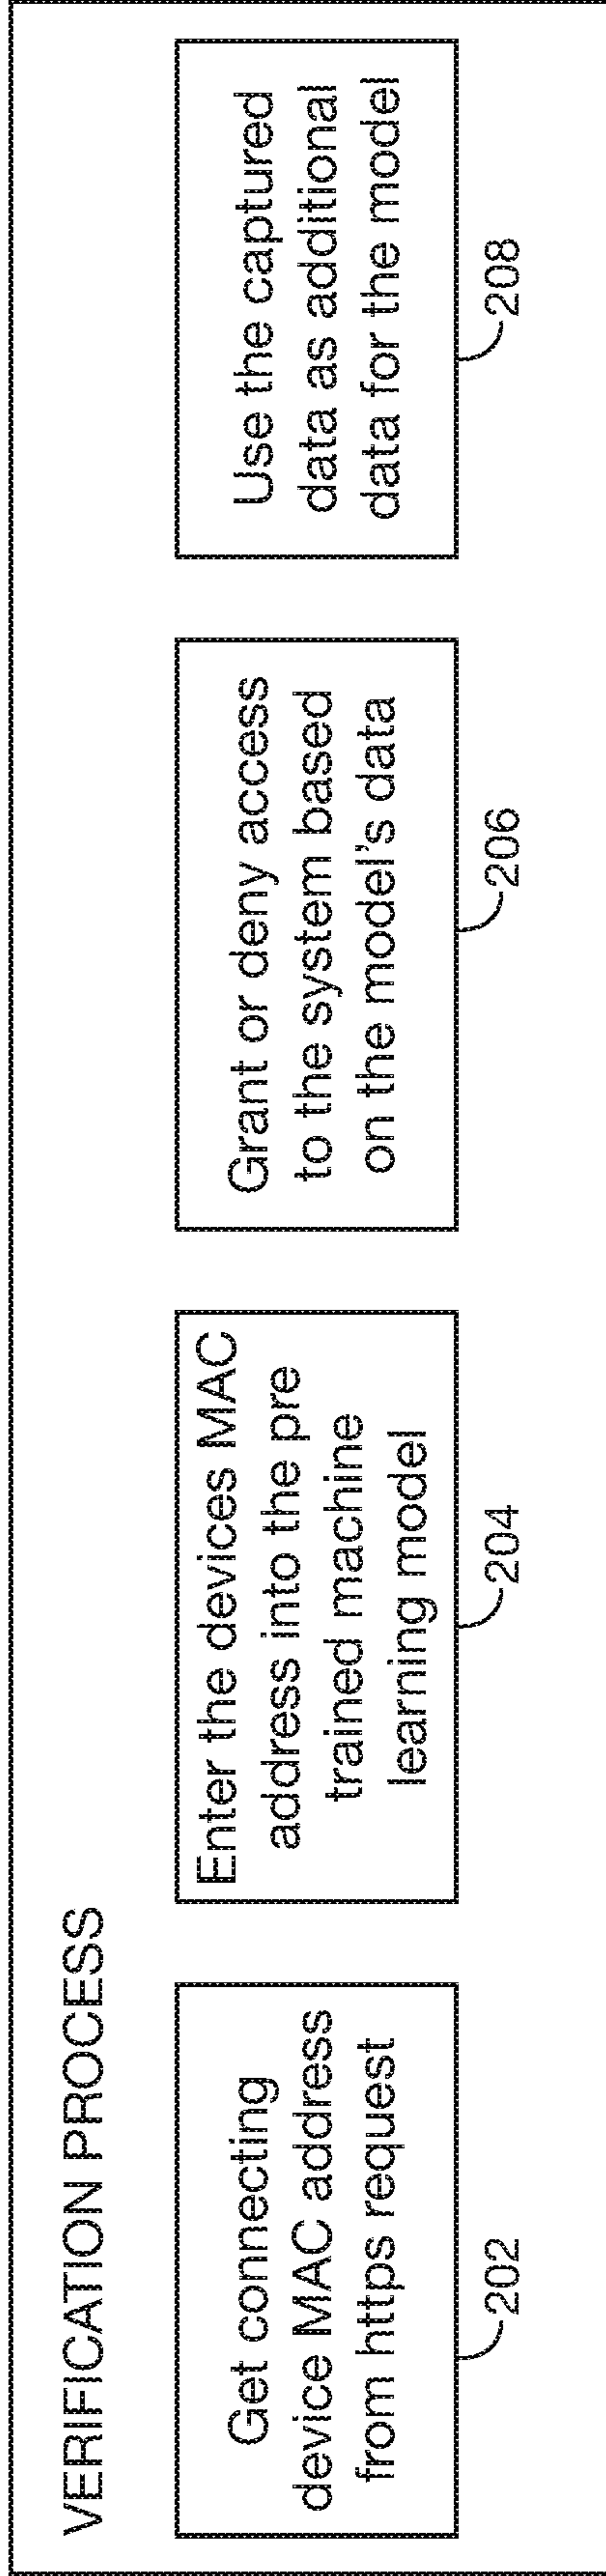 VERIFICATION PROCESS
Get connecting
device MAC address
from https request
202
Enter the devices MAC
address into the pre
trained machine
learning model
204
Grant or deny access
to the system based
on the model's data
206
Use the captured
data as additional
data for the model
208